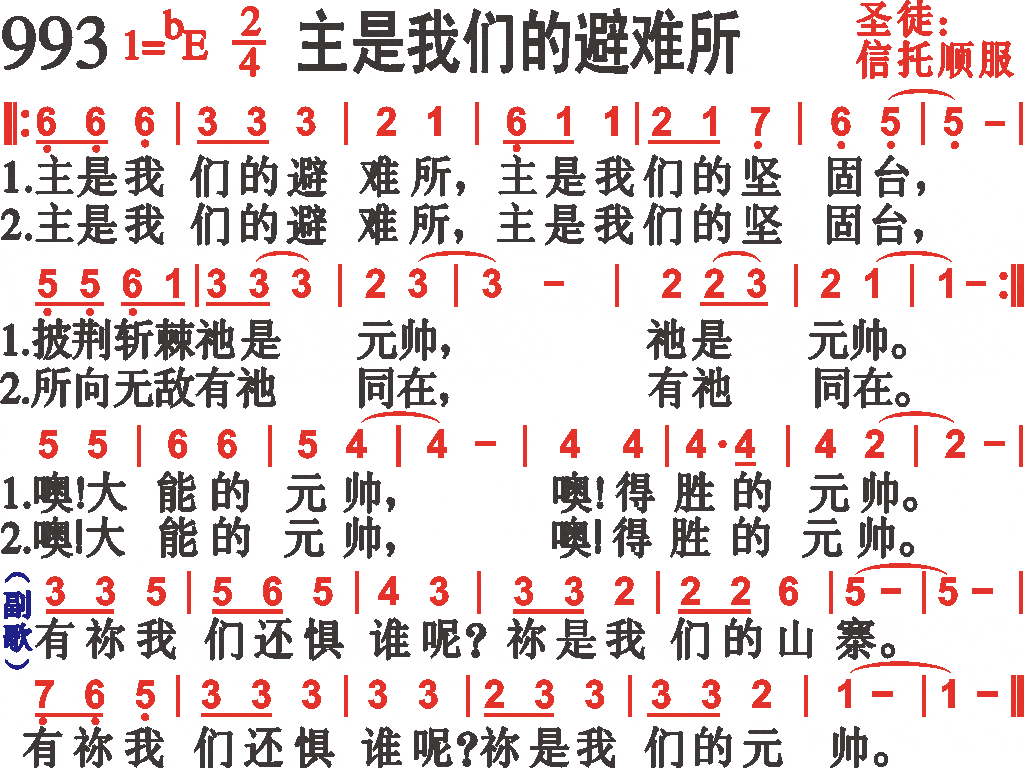 993 1=bE 2/4 主是我们的避难所 圣徒:
信托顺服
‖: 6 6 6 | 3 3 3 | 2 1 | 6 1 1 | 2 1 7 | 6 5 | 5 - |
1.主是我 们的避 难所, 主是我们的坚 固台,
2.主是我 们的避 难所, 主是我们的坚 固台,
5 5 6 1 | 3 3 3 | 2 3 | 3 - | 2 2 3 | 2 1 | 1 - :‖
1.披荆斩棘祂是 元帅, 祂是 元帅。
2.所向无敌有祂 同在, 有祂 同在。
5 5 | 6 6 | 5 4 | 4 - | 4 4 | 4·4 | 4 2 | 2 - |
1.噢!大 能的 元帅, 噢!得 胜的 元帅。
2.噢!大 能的 元帅, 噢!得 胜的 元帅。
(副歌)
3 3 5 | 5 6 5 | 4 3 | 3 3 2 | 2 2 6 | 5 - | 5 - |
有祢我 们还惧 谁呢? 祢是我 们的山 寨。
7 6 5 | 3 3 3 | 3 3 | 2 3 3 | 3 3 2 | 1 - | 1 - ‖
有祢我 们还惧 谁呢?祢是我 们的元 帅。